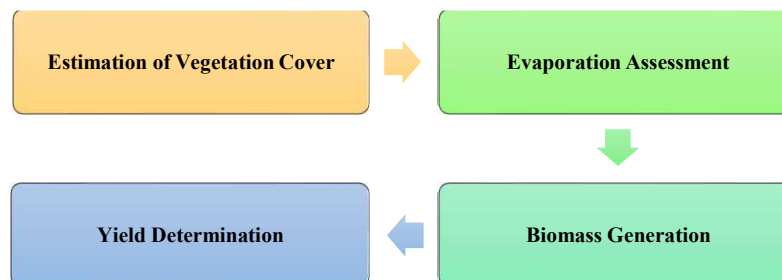 Estimation of Vegetation Cover
Evaporation Assessment
Biomass Generation
Yield Determination